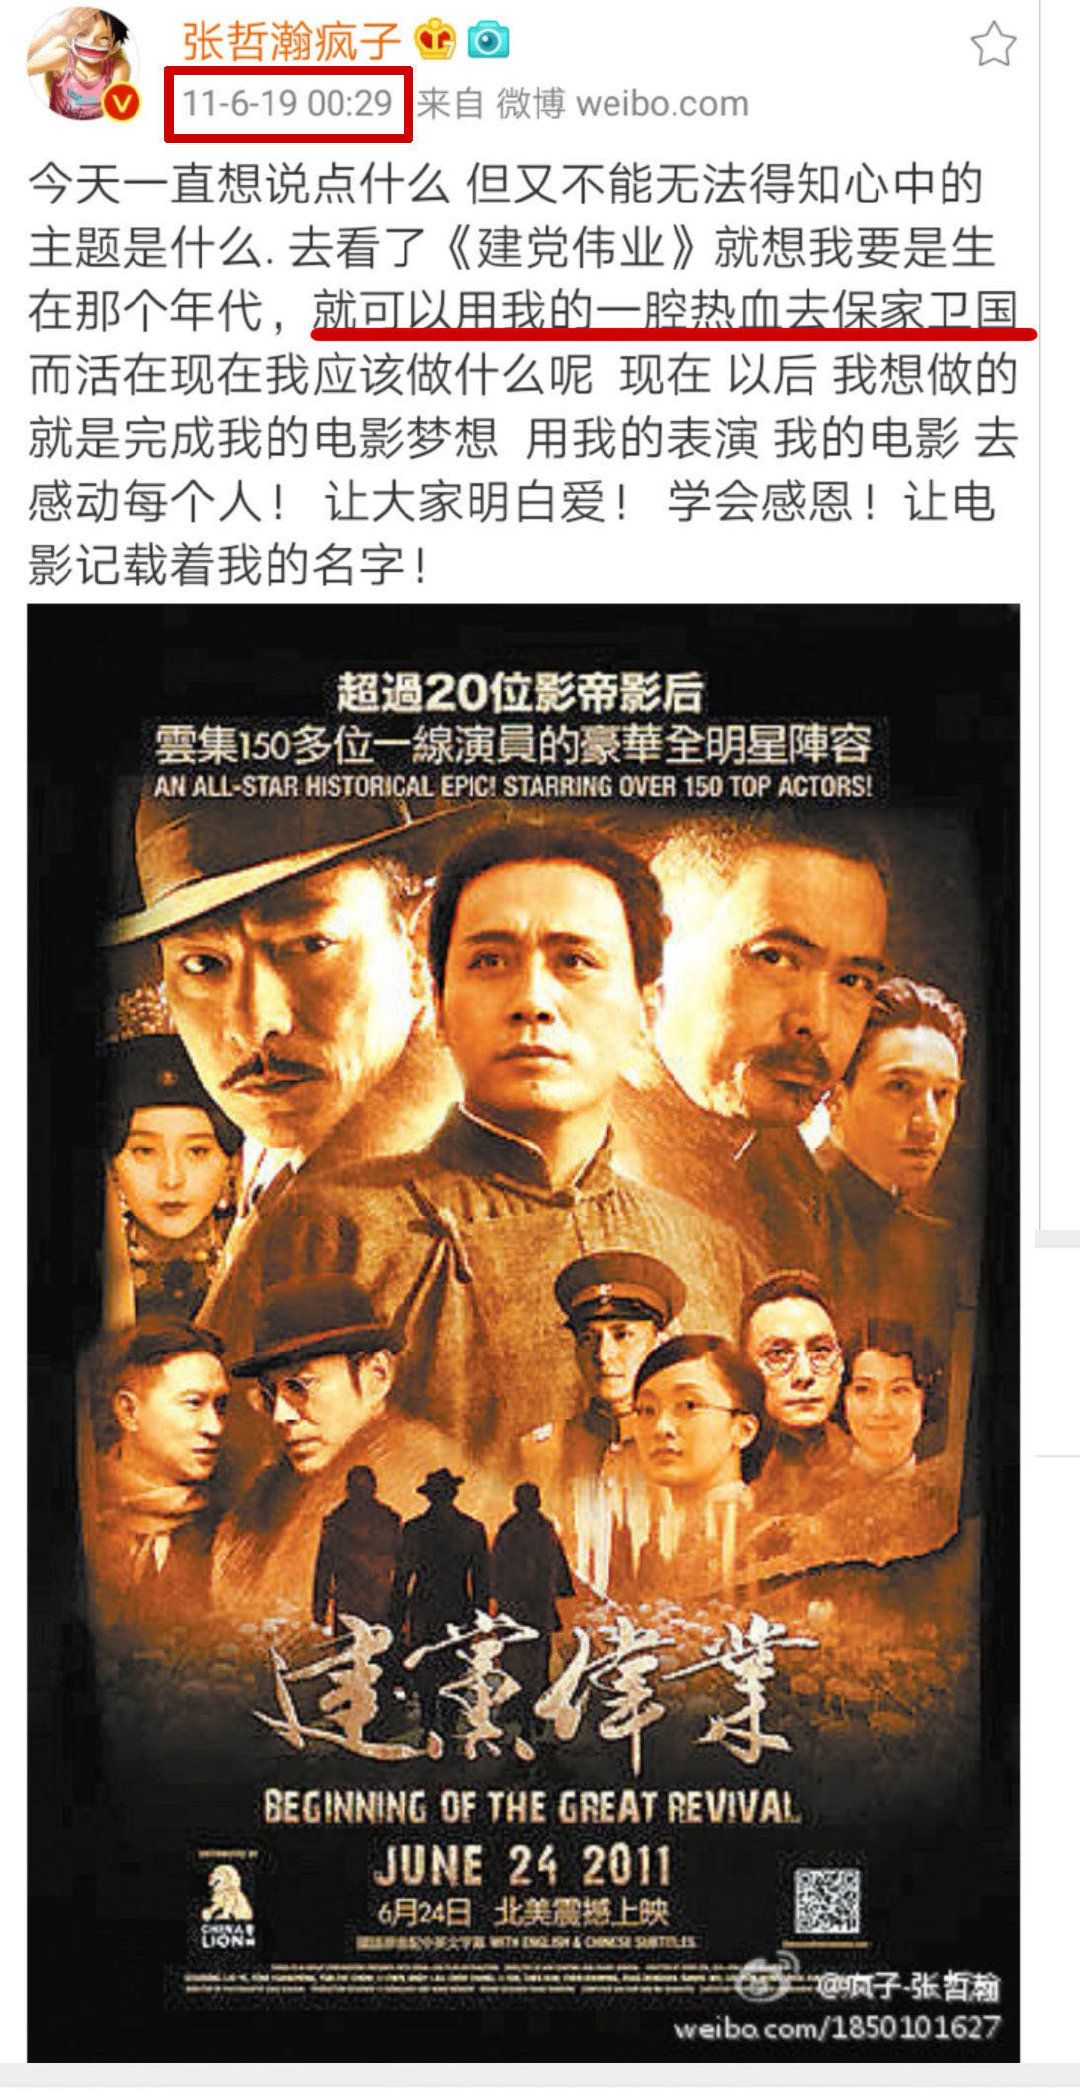 张哲瀚疯子
11-6-19 00:29 来自 微博 weibo.com
今天一直想说点什么 但又不能无法得知心中的
主题是什么. 去看了《建党伟业》就想我要是生
在那个年代，就可以用我的一腔热血去保家卫国
而活在现在我应该做什么呢 现在 以后 我想做的
就是完成我的电影梦想 用我的表演 我的电影 去
感动每个人！ 让大家明白爱！ 学会感恩！让电
影记载着我的名字！
超過20位影帝影后
雲集150多位一線演員的豪華全明星陣容
AN ALL-STAR HISTORICAL EPIC! STARRING OVER 150 TOP ACTORS!
建黨偉業
BEGINNING OF THE GREAT REVIVAL
JUNE 24 2011
6月24日 北美震撼上映
WITH ENGLISH & CHINESE SUBTITLES
CHINA
LION
@疯子-张哲瀚
weibo.com/1850101627